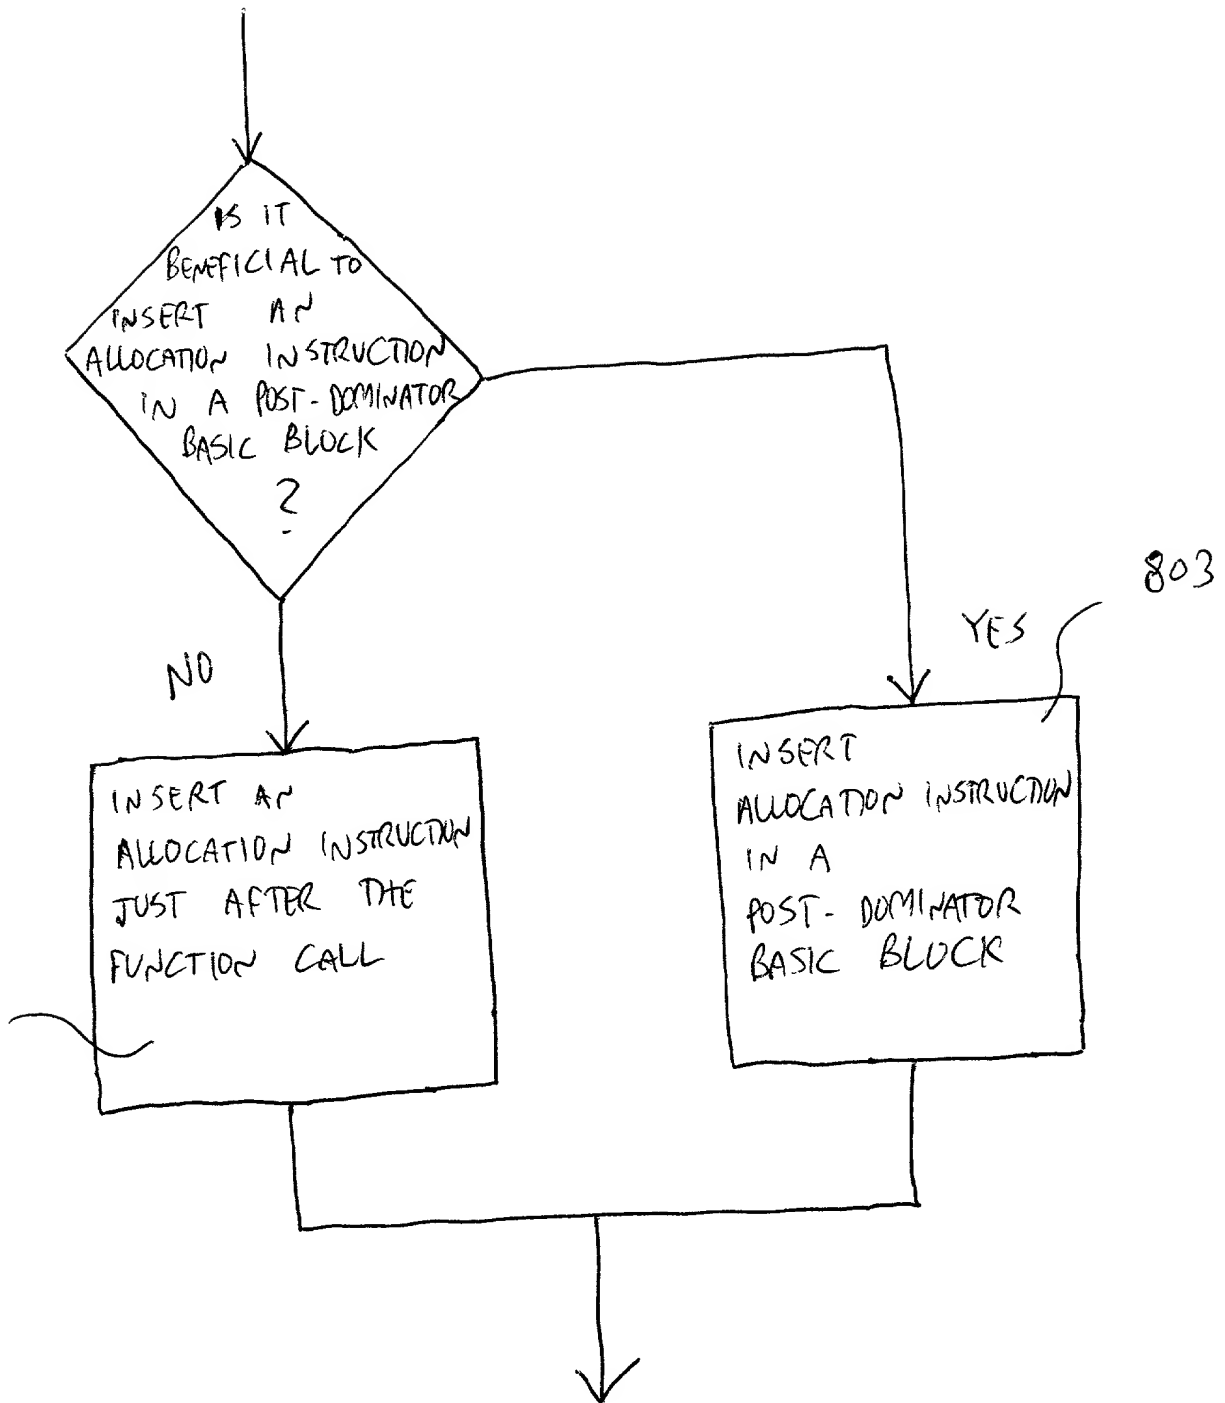 IS IT
BENEFICIAL TO
INSERT AN
ALLOCATION INSTRUCTION
IN A POST-DOMINATOR
BASIC BLOCK
?
803
YES
NO
INSERT
ALLOCATION INSTRUCTION
IN A
POST-DOMINATOR
BASIC BLOCK
INSERT AN
ALLOCATION INSTRUCTION
JUST AFTER THE
FUNCTION CALL